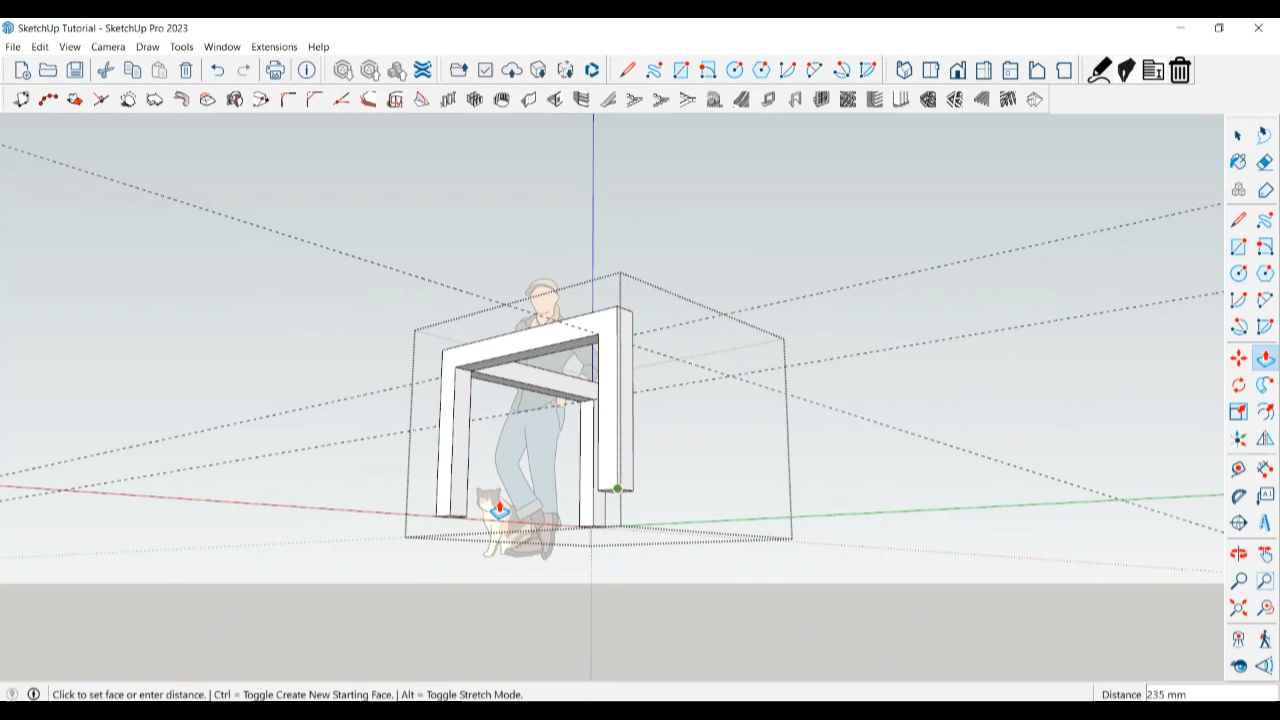 SketchUp Tutorial - SketchUp Pro 2023
File Edit View Camera Draw Tools Window Extensions Help
Click to set face or enter distance. | Ctrl = Toggle Create New Starting Face. | Alt = Toggle Stretch Mode.
Distance 235 mm